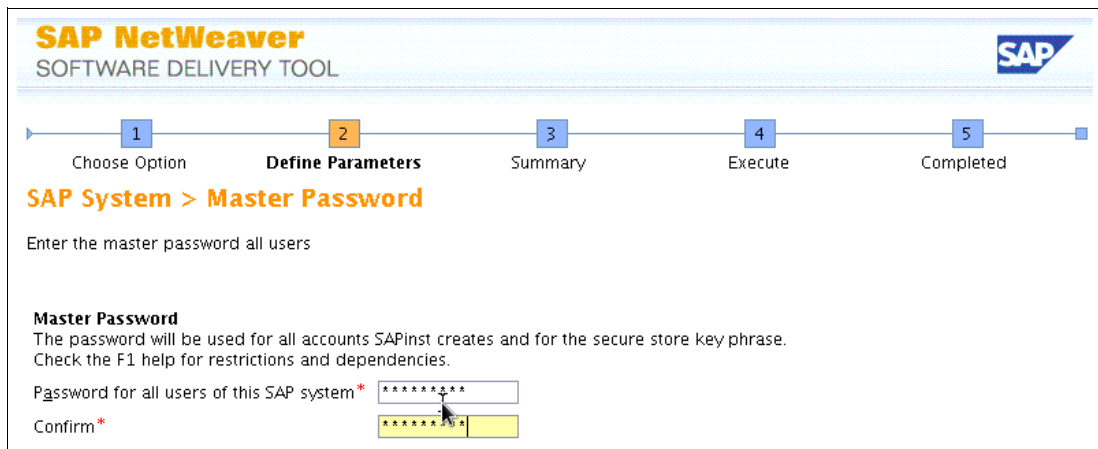 SAP NetWeaver
SOFTWARE DELIVERY TOOL
SAP
1 2 3 4 5
Choose Option Define Parameters Summary Execute Completed
SAP System > Master Password
Enter the master password all users
Master Password
The password will be used for all accounts SAPinst creates and for the secure store key phrase.
Check the F1 help for restrictions and dependencies.
Password for all users of this SAP system* *********
Confirm* *********